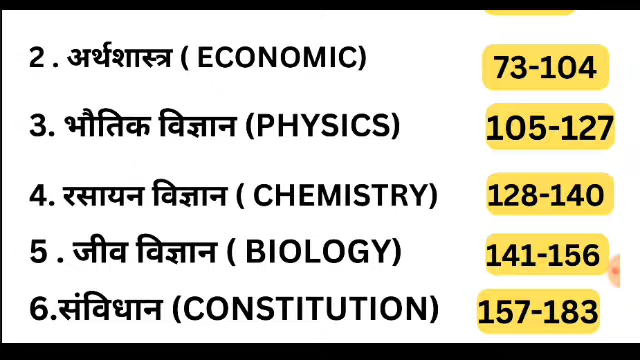 2 . अर्थशास्त्र ( ECONOMIC) 73-104
3. भौतिक विज्ञान (PHYSICS) 105-127
4. रसायन विज्ञान ( CHEMISTRY) 128-140
5 . जीव विज्ञान ( BIOLOGY) 141-156
6.संविधान (CONSTITUTION) 157-183